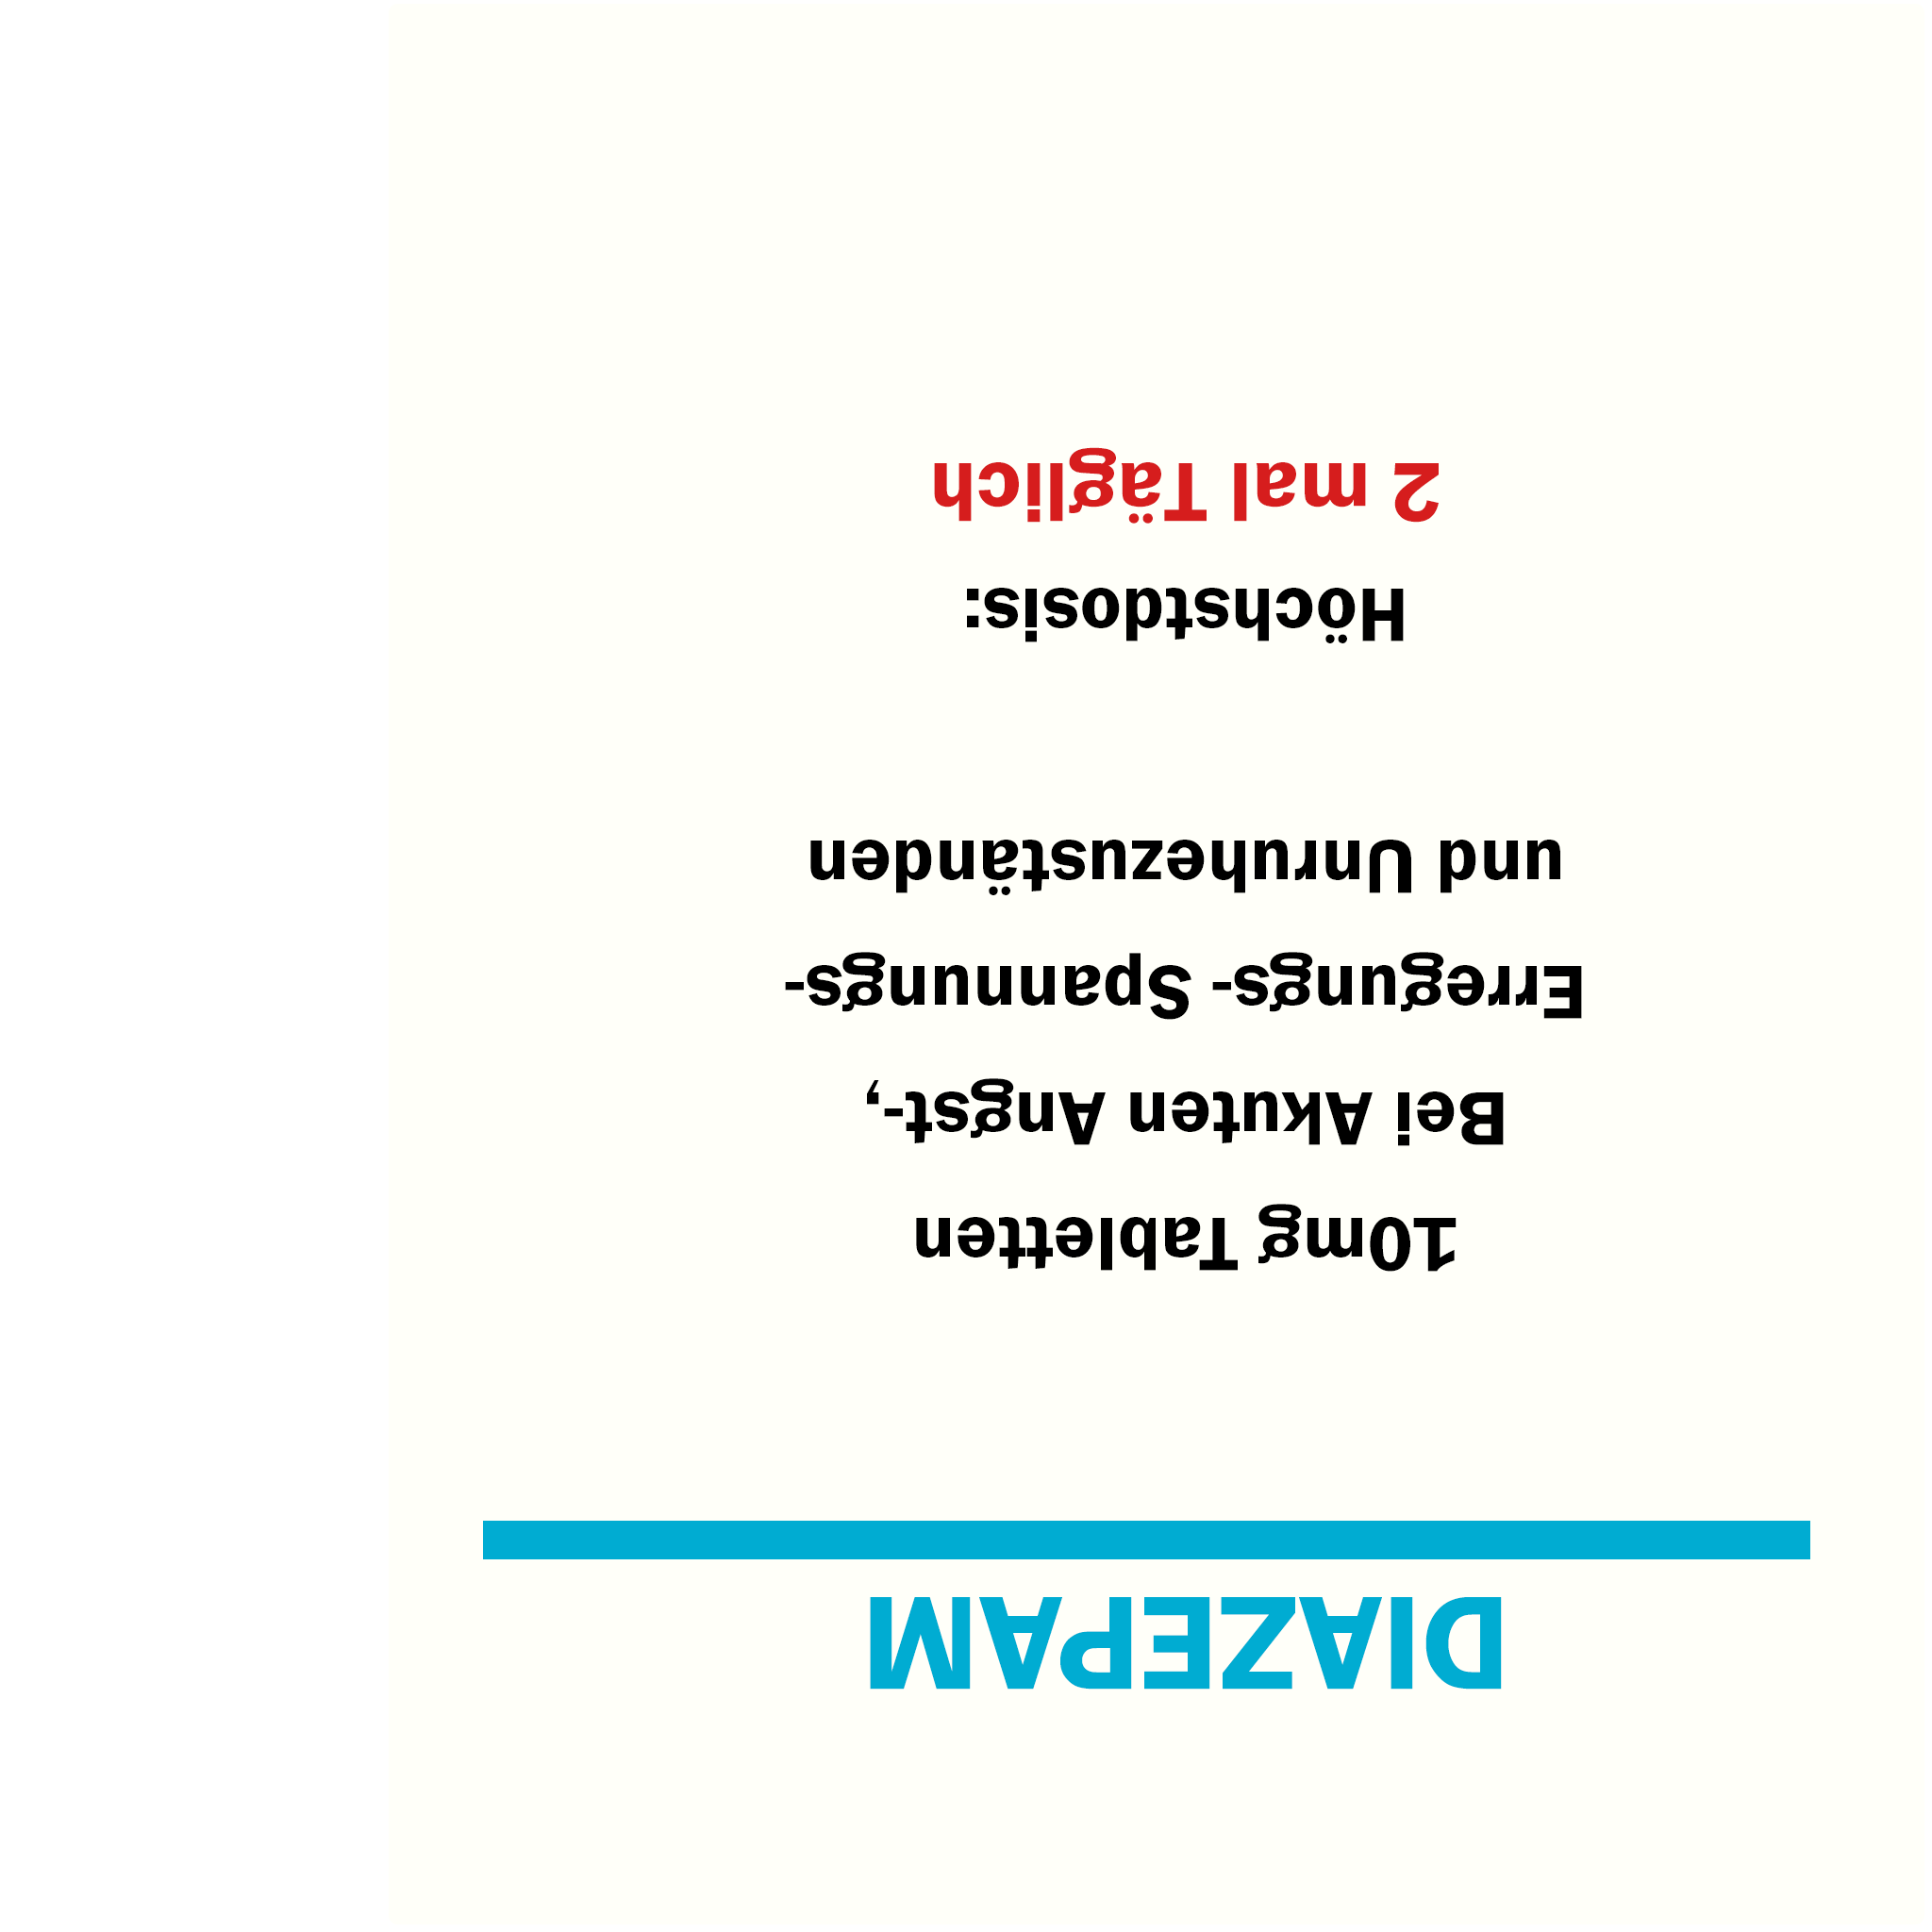 DIAZEPAM
10mg Tabletten
Bei Akuten Angst-,
Erregungs- Spannungs-
und Unruhezuständen
Höchstdosis:
2 mal Täglich